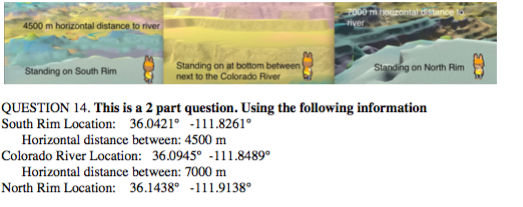 4500 m horizontal distance to river
Standing on South Rim
Standing on at bottom between
next to the Colorado River
7000 m horizontal distance to
river
Standing on North Rim
QUESTION 14. This is a 2 part question. Using the following information
South Rim Location: 36.0421° -111.8261°
Horizontal distance between: 4500 m
Colorado River Location: 36.0945° -111.8489°
Horizontal distance between: 7000 m
North Rim Location: 36.1438° -111.9138°